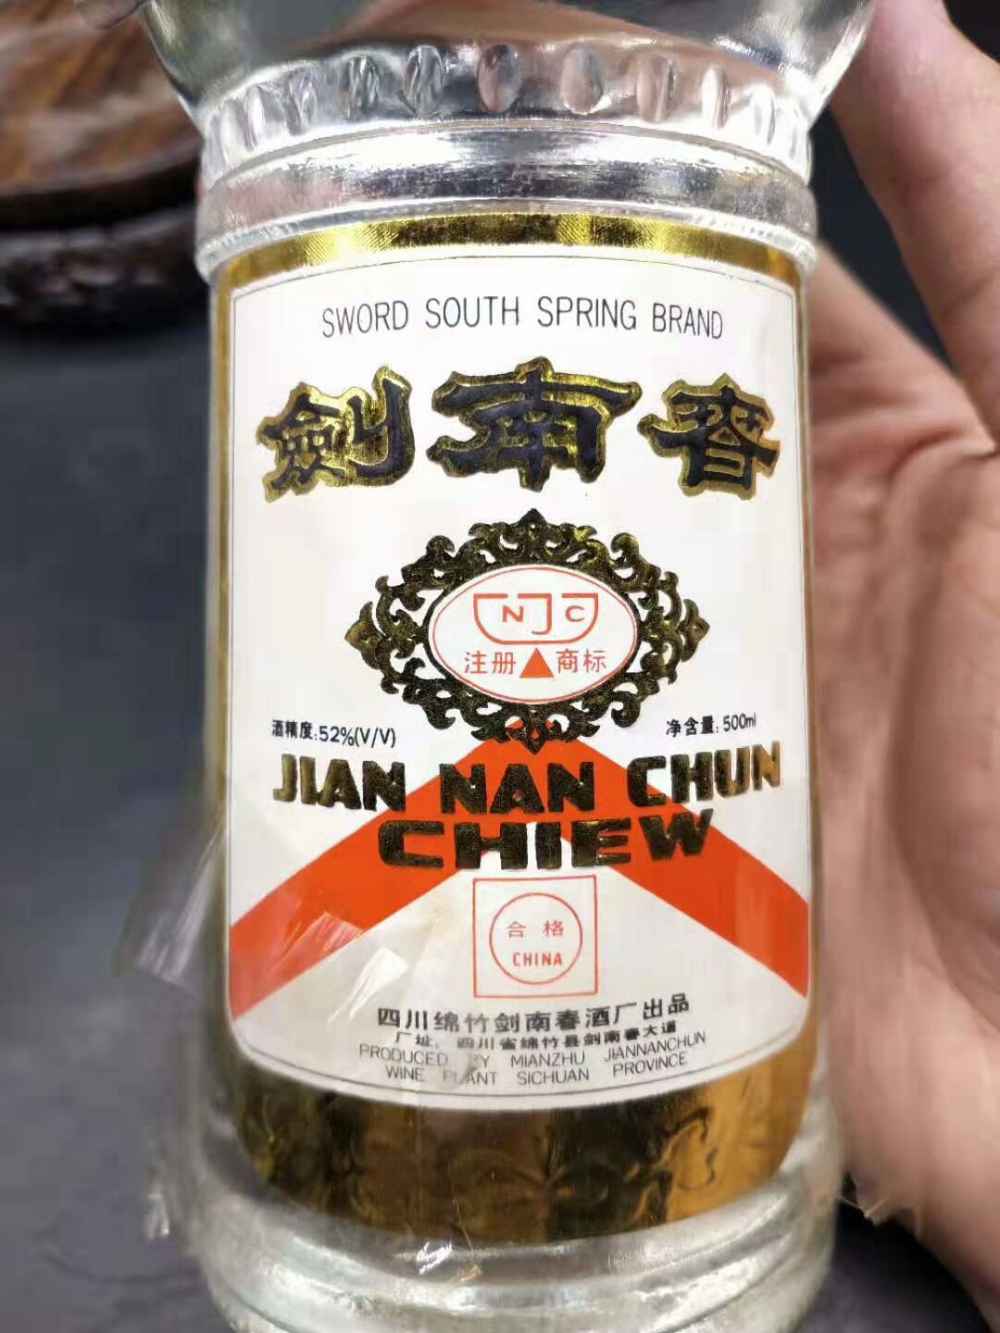 SWORD SOUTH SPRING BRAND
劍南春
NJC
注册 商标
酒精度:52%(V/V)
净含量:500ml
JIAN NAN CHUN
CHIEW
合格
CHINA
四川绵竹剑南春酒厂出品
厂址:四川省绵竹县剑南春大道
PRODUCED BY MIANZHU JIANNANCHUN
WINE PLANT SICHUAN PROVINCE